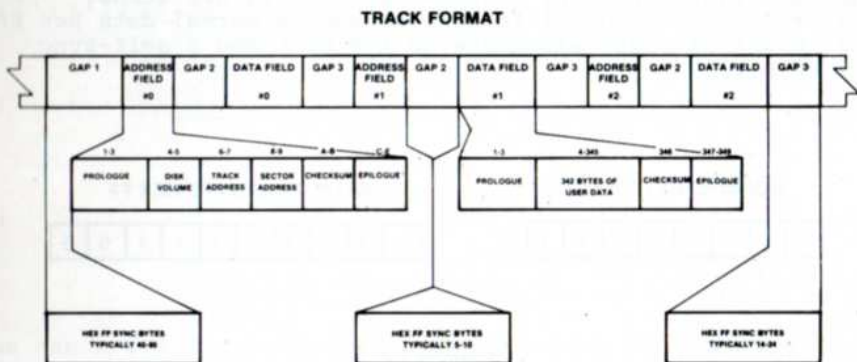 TRACK FORMAT
GAP 1
ADDRESS
FIELD
#0
GAP 2
DATA FIELD
#0
GAP 3
ADDRESS
FIELD
#1
GAP 2
DATA FIELD
#1
GAP 3
ADDRESS
FIELD
#2
GAP 2
DATA FIELD
#2
GAP 3
1-3
4-5
6-7
8-9
A-B
C-E
PROLOGUE
DISK
VOLUME
TRACK
ADDRESS
SECTOR
ADDRESS
CHECKSUM
EPILOGUE
1-3
4-345
346
347-349
PROLOGUE
342 BYTES OF
USER DATA
CHECKSUM
EPILOGUE
HEX FF SYNC BYTES
TYPICALLY
HEX FF SYNC BYTES
TYPICALLY 5-10
HEX FF SYNC BYTES
TYPICALLY 14-24